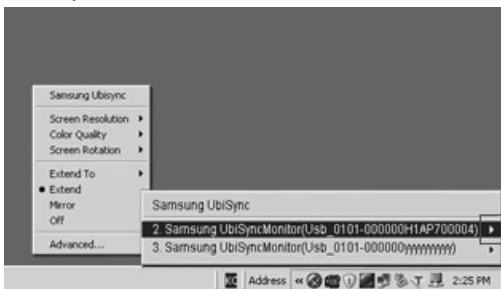 Samsung Ubisync
Screen Resolution
Color Quality
Screen Rotation
Extend To
Extend
Mirror
Off
Advanced...
Samsung UbiSync
2. Samsung UbiSyncMonitor(Usb_0101-000000H1AP700004)
3. Samsung UbiSyncMonitor(Usb_0101-000000yyyyyyyyyy)
Address «
2:25 PM